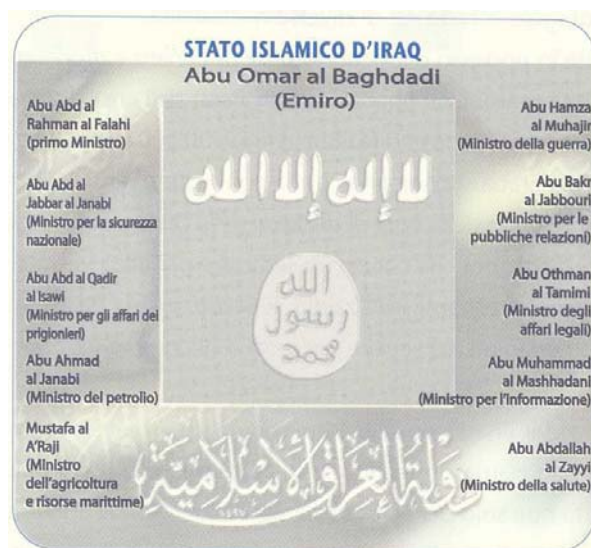 STATO ISLAMICO D'IRAQ
Abu Omar al Baghdadi
(Emiro)
Abu Abd al
Rahman al Falahi
(primo Ministro)
Abu Abd al
Jabbar al Janabi
(Ministro per la sicurezza
nazionale)
Abu Abd al Qadir
al Isawi
(Ministro per gli affari dei
prigionieri)
Abu Ahmad
al Janabi
(Ministro del petrolio)
Mustafa al
A'Raji
(Ministro
dell'agricoltura
e risorse marittime)
لا إله إلا الله
الله
رسول
محمد
دولة العراق الإسلامية
Abu Hamza
al Muhajir
(Ministro della guerra)
Abu Bakr
al Jabbouri
(Ministro per le
pubbliche relazioni)
Abu Othman
al Tamimi
(Ministro degli
affari legali)
Abu Muhammad
al Mashhadani
(Ministro per l'informazione)
Abu Abdallah
al Zayyi
(Ministro della salute)